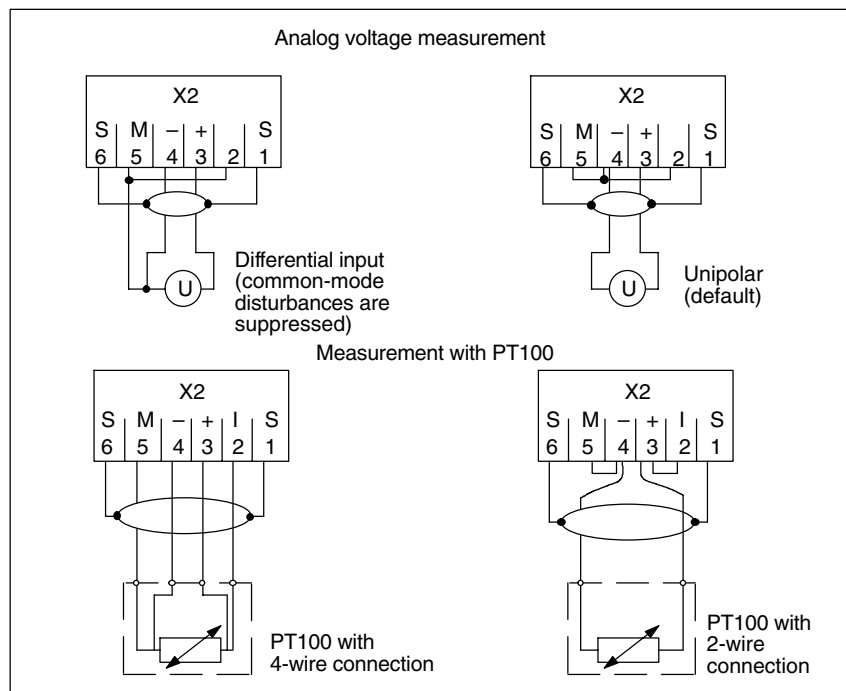 Analog voltage measurement
X2
S M – + S
6 5 4 3 2 1
U
Differential input
(common-mode
disturbances are
suppressed)
X2
S M – + S
6 5 4 3 2 1
U
Unipolar
(default)
Measurement with PT100
X2
S M – + I S
6 5 4 3 2 1
PT100 with
4-wire connection
X2
S M – + I S
6 5 4 3 2 1
PT100 with
2-wire
connection